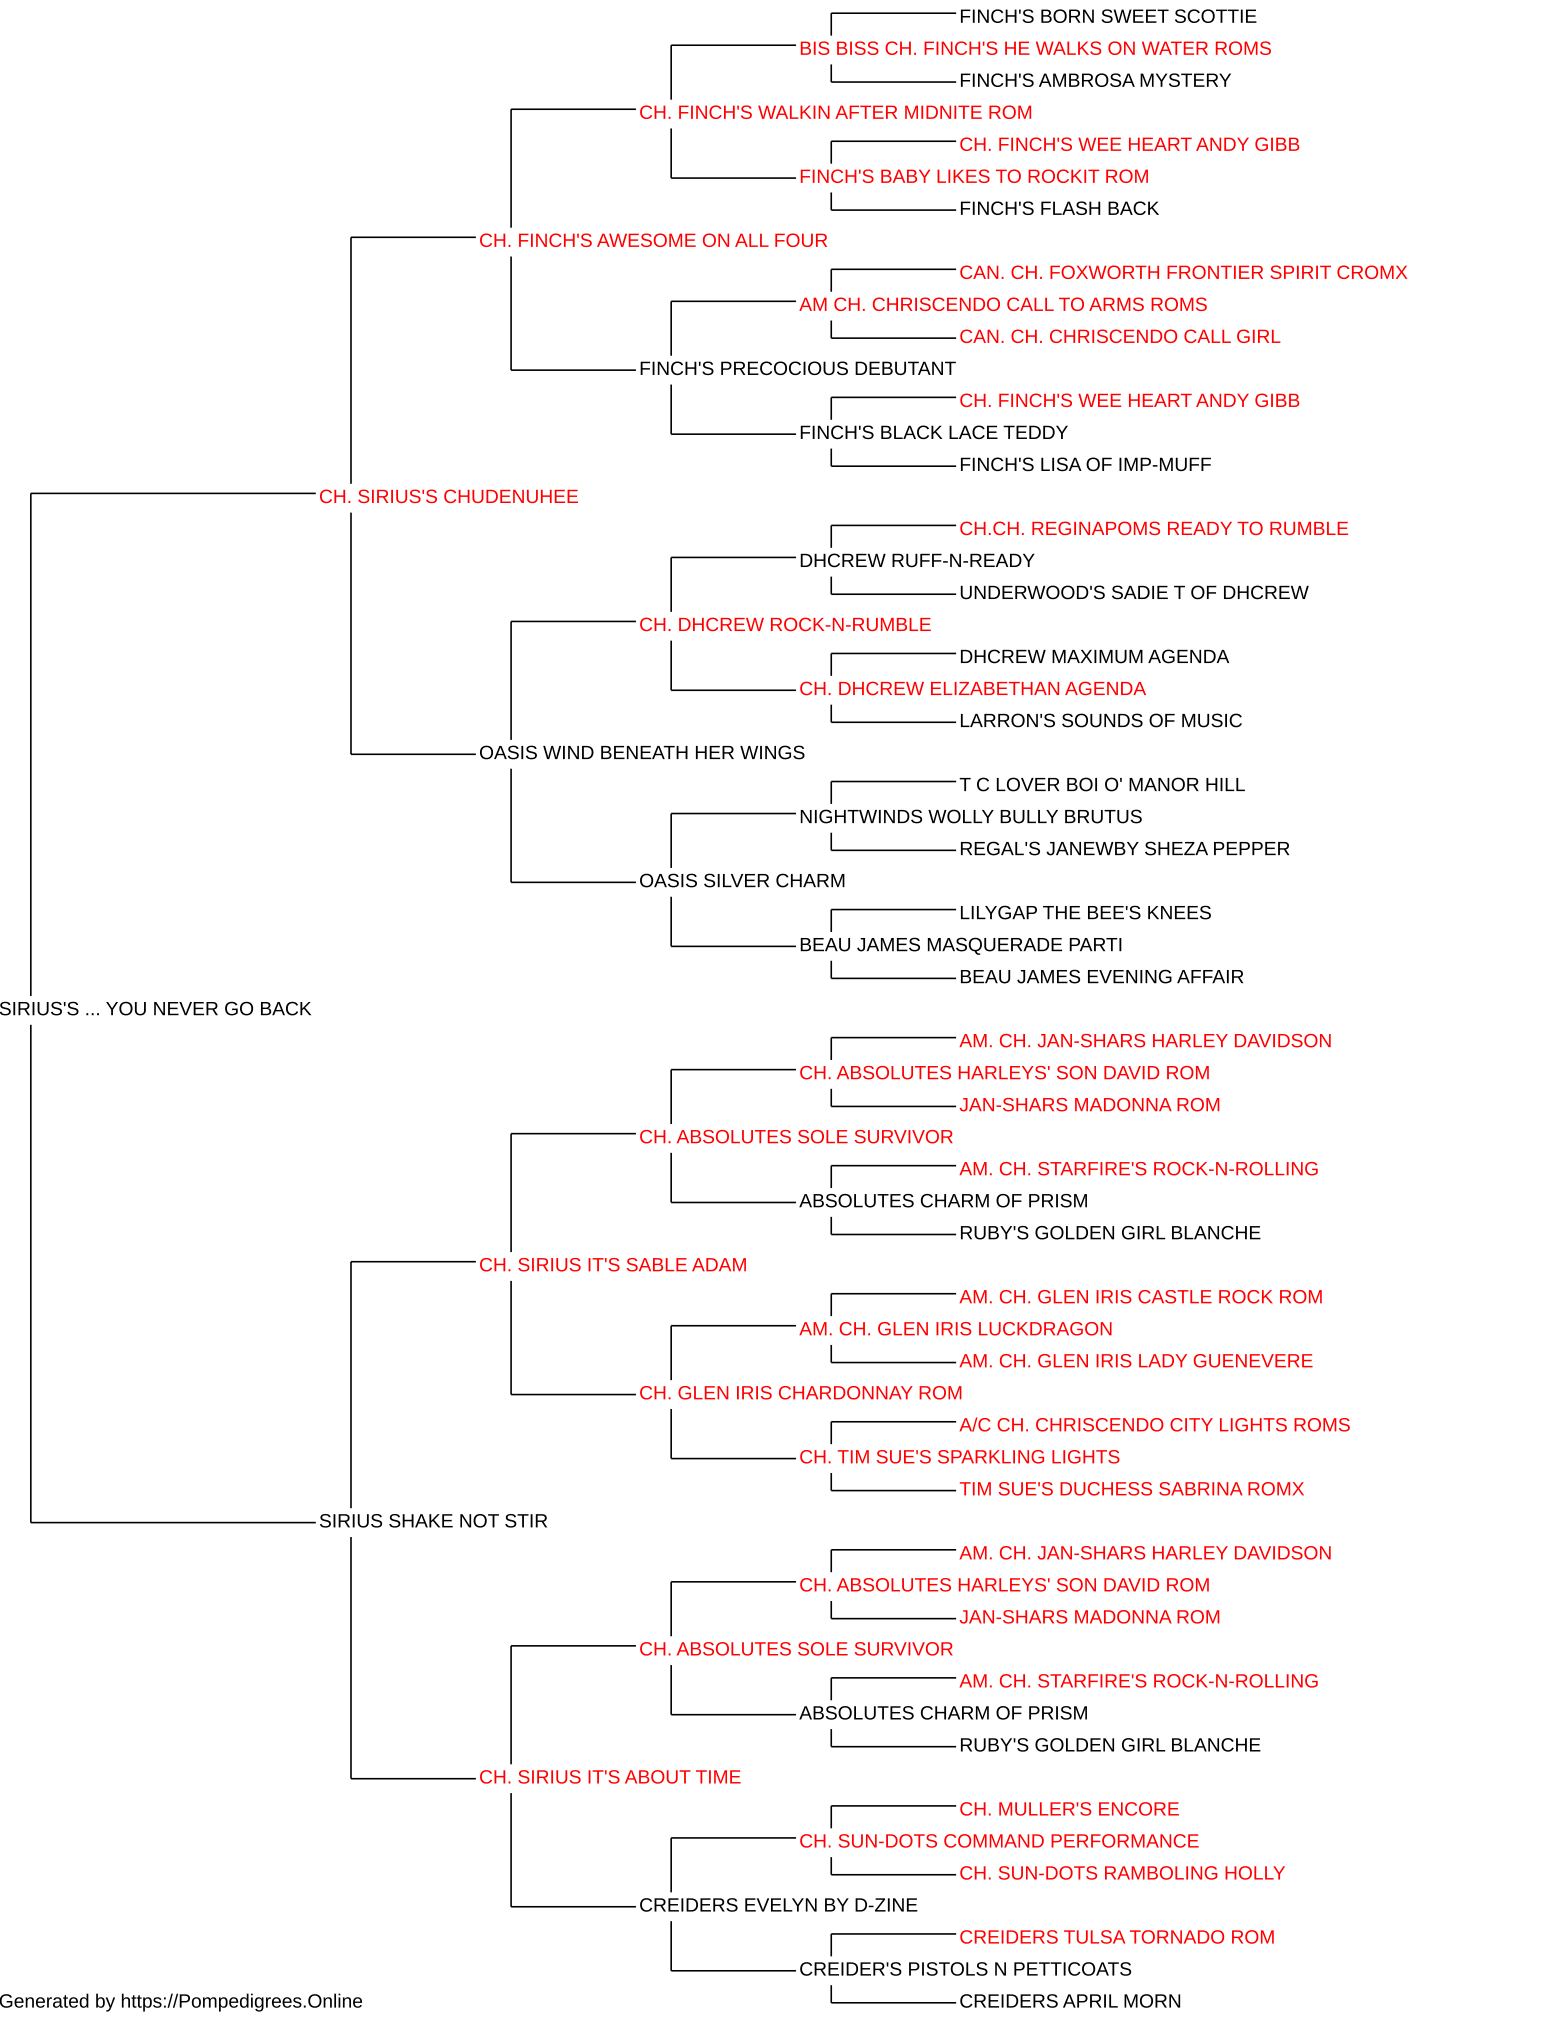 FINCH'S BORN SWEET SCOTTIE
BIS BISS CH. FINCH'S HE WALKS ON WATER ROMS
FINCH'S AMBROSA MYSTERY
CH. FINCH'S WALKIN AFTER MIDNITE ROM
CH. FINCH'S WEE HEART ANDY GIBB
FINCH'S BABY LIKES TO ROCKIT ROM
FINCH'S FLASH BACK
CH. FINCH'S AWESOME ON ALL FOUR
CAN. CH. FOXWORTH FRONTIER SPIRIT CROMX
AM CH. CHRISCENDO CALL TO ARMS ROMS
CAN. CH. CHRISCENDO CALL GIRL
FINCH'S PRECOCIOUS DEBUTANT
CH. FINCH'S WEE HEART ANDY GIBB
FINCH'S BLACK LACE TEDDY
FINCH'S LISA OF IMP-MUFF
CH. SIRIUS'S CHUDENUHEE
CH.CH. REGINAPOMS READY TO RUMBLE
DHCREW RUFF-N-READY
UNDERWOOD'S SADIE T OF DHCREW
CH. DHCREW ROCK-N-RUMBLE
DHCREW MAXIMUM AGENDA
CH. DHCREW ELIZABETHAN AGENDA
LARRON'S SOUNDS OF MUSIC
OASIS WIND BENEATH HER WINGS
T C LOVER BOI O' MANOR HILL
NIGHTWINDS WOLLY BULLY BRUTUS
REGAL'S JANEWBY SHEZA PEPPER
OASIS SILVER CHARM
LILYGAP THE BEE'S KNEES
BEAU JAMES MASQUERADE PARTI
BEAU JAMES EVENING AFFAIR
SIRIUS'S ... YOU NEVER GO BACK
AM. CH. JAN-SHARS HARLEY DAVIDSON
CH. ABSOLUTES HARLEYS' SON DAVID ROM
JAN-SHARS MADONNA ROM
CH. ABSOLUTES SOLE SURVIVOR
AM. CH. STARFIRE'S ROCK-N-ROLLING
ABSOLUTES CHARM OF PRISM
RUBY'S GOLDEN GIRL BLANCHE
CH. SIRIUS IT'S SABLE ADAM
AM. CH. GLEN IRIS CASTLE ROCK ROM
AM. CH. GLEN IRIS LUCKDRAGON
AM. CH. GLEN IRIS LADY GUENEVERE
CH. GLEN IRIS CHARDONNAY ROM
A/C CH. CHRISCENDO CITY LIGHTS ROMS
CH. TIM SUE'S SPARKLING LIGHTS
TIM SUE'S DUCHESS SABRINA ROMX
SIRIUS SHAKE NOT STIR
AM. CH. JAN-SHARS HARLEY DAVIDSON
CH. ABSOLUTES HARLEYS' SON DAVID ROM
JAN-SHARS MADONNA ROM
CH. ABSOLUTES SOLE SURVIVOR
AM. CH. STARFIRE'S ROCK-N-ROLLING
ABSOLUTES CHARM OF PRISM
RUBY'S GOLDEN GIRL BLANCHE
CH. SIRIUS IT'S ABOUT TIME
CH. MULLER'S ENCORE
CH. SUN-DOTS COMMAND PERFORMANCE
CH. SUN-DOTS RAMBOLING HOLLY
CREIDERS EVELYN BY D-ZINE
CREIDERS TULSA TORNADO ROM
CREIDER'S PISTOLS N PETTICOATS
CREIDERS APRIL MORN
Generated by https://Pompedigrees.Online